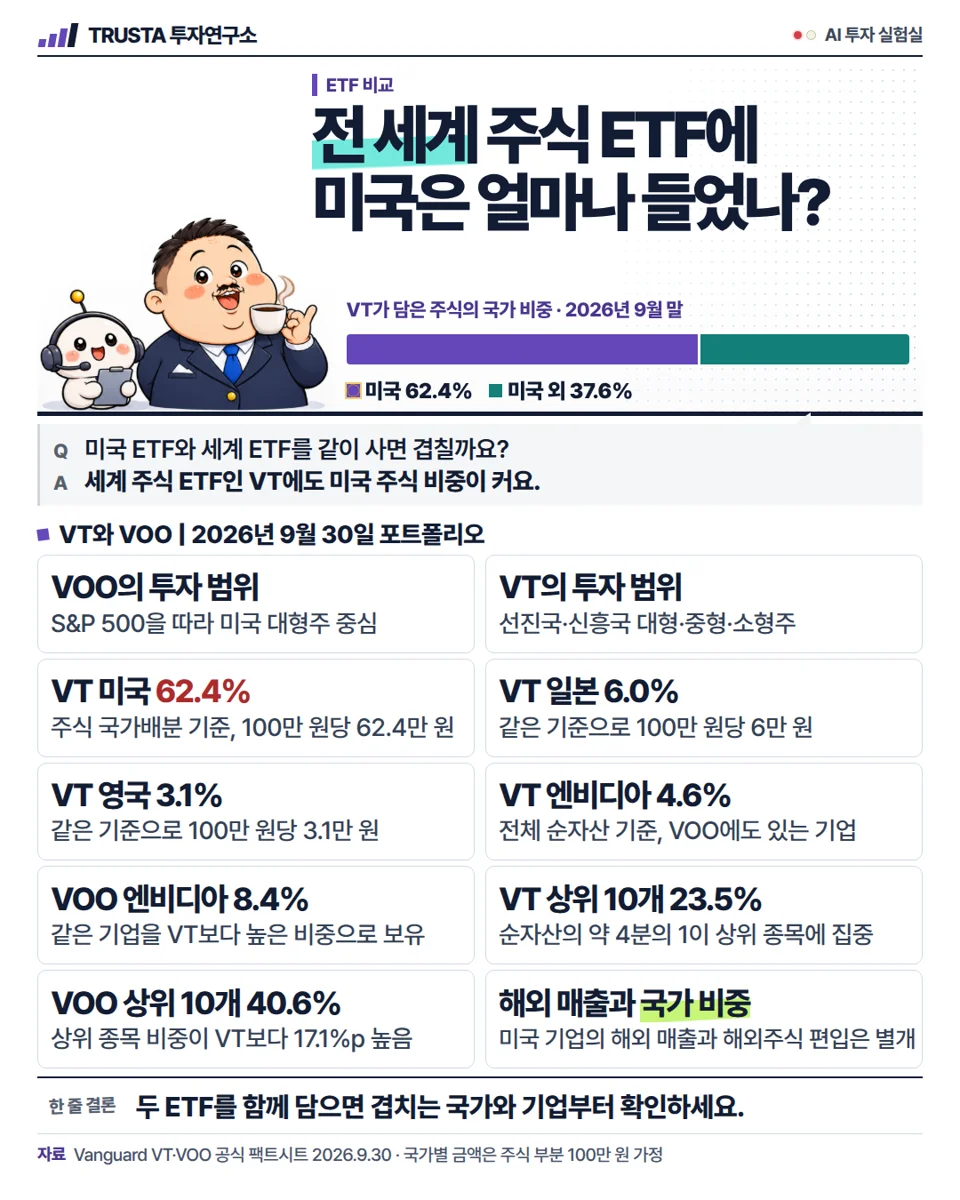 TRUSTA 투자연구소
AI 투자 실험실
ETF 비교
전 세계 주식 ETF에
미국은 얼마나 들었나?
VT가 담은 주식의 국가 비중 · 2026년 9월 말
미국 62.4% 미국 외 37.6%
Q 미국 ETF와 세계 ETF를 같이 사면 겹칠까요?
A 세계 주식 ETF인 VT에도 미국 주식 비중이 커요.
VT와 VOO | 2026년 9월 30일 포트폴리오
VOO의 투자 범위
S&P 500을 따라 미국 대형주 중심
VT의 투자 범위
선진국·신흥국 대형·중형·소형주
VT 미국 62.4%
주식 국가배분 기준, 100만 원당 62.4만 원
VT 일본 6.0%
같은 기준으로 100만 원당 6만 원
VT 영국 3.1%
같은 기준으로 100만 원당 3.1만 원
VT 엔비디아 4.6%
전체 순자산 기준, VOO에도 있는 기업
VOO 엔비디아 8.4%
같은 기업을 VT보다 높은 비중으로 보유
VT 상위 10개 23.5%
순자산의 약 4분의 1이 상위 종목에 집중
VOO 상위 10개 40.6%
상위 종목 비중이 VT보다 17.1%p 높음
해외 매출과 국가 비중
미국 기업의 해외 매출과 해외주식 편입은 별개
한 줄 결론 두 ETF를 함께 담으면 겹치는 국가와 기업부터 확인하세요.
자료 Vanguard VT·VOO 공식 팩트시트 2026.9.30 · 국가별 금액은 주식 부분 100만 원 가정